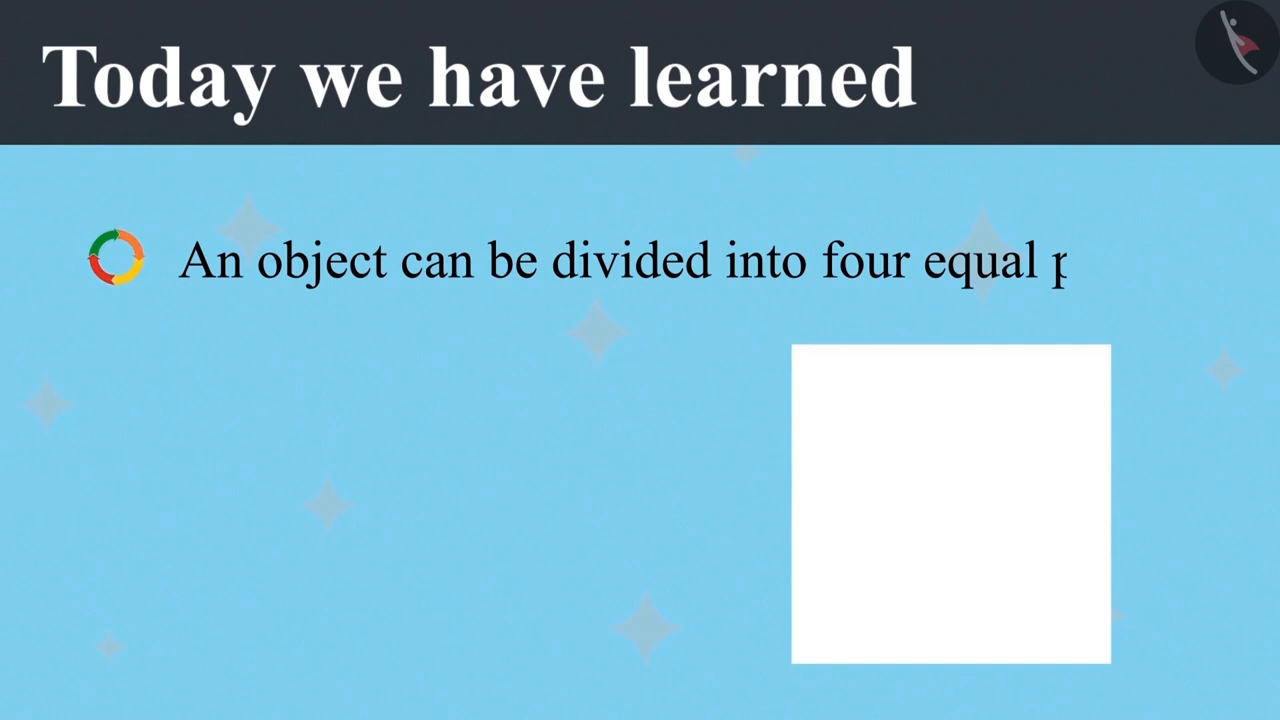 Today we have learned
An object can be divided into four equal